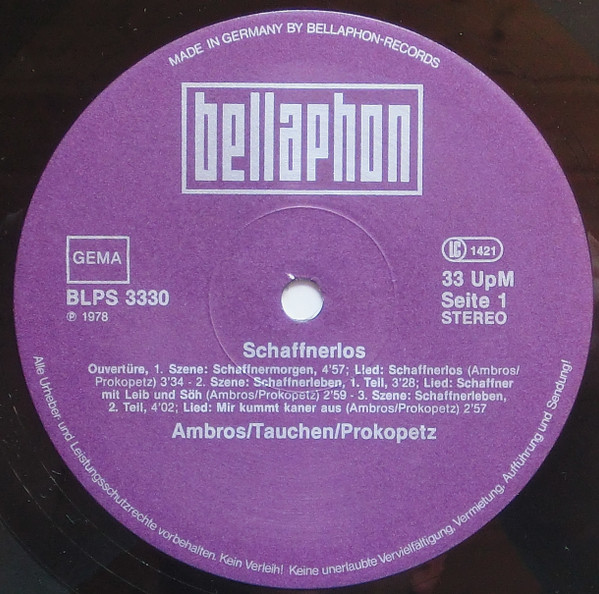 MADE IN GERMANY BY BELLAPHON-RECORDS
bellaphon
GEMA
BLPS 3330
℗ 1978
LC 1421
33 UpM
Seite 1
STEREO
Schaffnerlos
Ouvertüre, 1. Szene: Schaffnermorgen, 4'57; Lied: Schaffnerlos (Ambros/
Prokopetz) 3'34 - 2. Szene: Schaffnerleben, 1. Teil, 3'28; Lied: Schaffner
mit Leib und Söh (Ambros/Prokopetz) 2'59 - 3. Szene: Schaffnerleben,
2. Teil, 4'02; Lied: Mir kummt kaner aus (Ambros/Prokopetz) 2'57
Ambros/Tauchen/Prokopetz
Alle Urheber und Leistungsschutzrechte vorbehalten. Kein Verleih! Keine unerlaubte Vervielfältigung, Vermietung, Aufführung und Sendung!